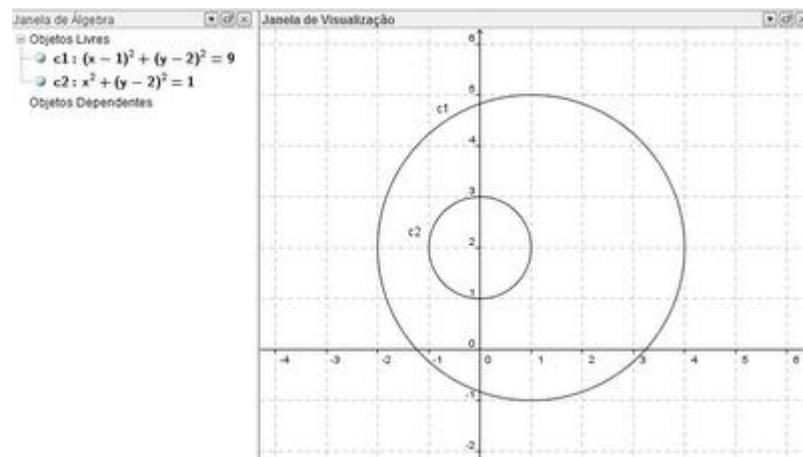 Janela de Álgebra
Objetos Livres
c1 : (x − 1)² + (y − 2)² = 9
c2 : x² + (y − 2)² = 1
Objetos Dependentes
Janela de Visualização
6
5
c1
4
3
c2
2
1
0
-4 -3 -2 -1 0 1 2 3 4 5 6
-1
-2